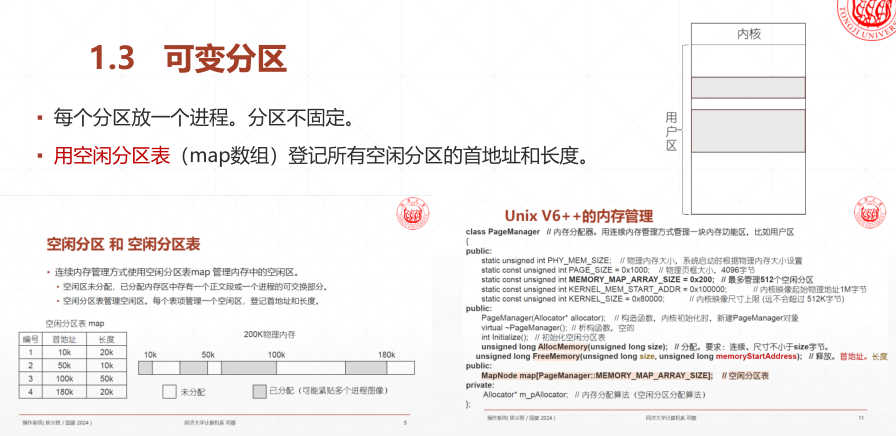 1.3 可变分区
▪ 每个分区放一个进程。分区不固定。
▪ 用空闲分区表（map数组）登记所有空闲分区的首地址和长度。
内核
用户区
TONGJI UNIVERSITY
空闲分区 和 空闲分区表
• 连续内存管理方式使用空闲分区表map 管理内存中的空闲区。
• 空闲区未分配，已分配内存区中存有一个正文段或一个进程的可交换部分。
• 空闲分区表管理空闲区。每个表项管理一个空闲区，登记首地址和长度。
空闲分区表 map
编号 首地址 长度
1 10k 20k
2 50k 10k
3 100k 50k
4 180k 20k
200K物理内存
10k 50k 100k 180k
未分配 已分配（可能紧贴多个进程图像）
同济大学计算机系 邓蓉
5
Unix V6++的内存管理
class PageManager // 内存分配器。用连续内存管理方式管理一块内存功能区，比如用户区
{
public:
static unsigned int PHY_MEM_SIZE; // 物理内存大小，系统启动时根据物理内存大小设置
static const unsigned int PAGE_SIZE = 0x1000; // 物理页框大小，4096字节
static const unsigned int MEMORY_MAP_ARRAY_SIZE = 0x200; // 最多管理512个空闲分区
static const unsigned int KERNEL_MEM_START_ADDR = 0x100000; // 内核映象起始物理地址1M字节
static const unsigned int KERNEL_SIZE = 0x80000; // 内核映像尺寸上限 (远不会超过 512K字节)
public:
PageManager(Allocator* allocator); // 构造函数，内核初始化时，新建PageManager对象
virtual ~PageManager(); // 析构函数，空的
int Initialize(); // 初始化空闲分区表
unsigned long AllocMemory(unsigned long size); // 分配。要求：连续、尺寸不小于size字节。
unsigned long FreeMemory(unsigned long size, unsigned long memoryStartAddress); // 释放。首地址。长度
public:
MapNode map[PageManager::MEMORY_MAP_ARRAY_SIZE]; // 空闲分区表
private:
Allocator* m_pAllocator; // 内存分配算法（空闲区分配算法）
};
同济大学计算机系 邓蓉
11